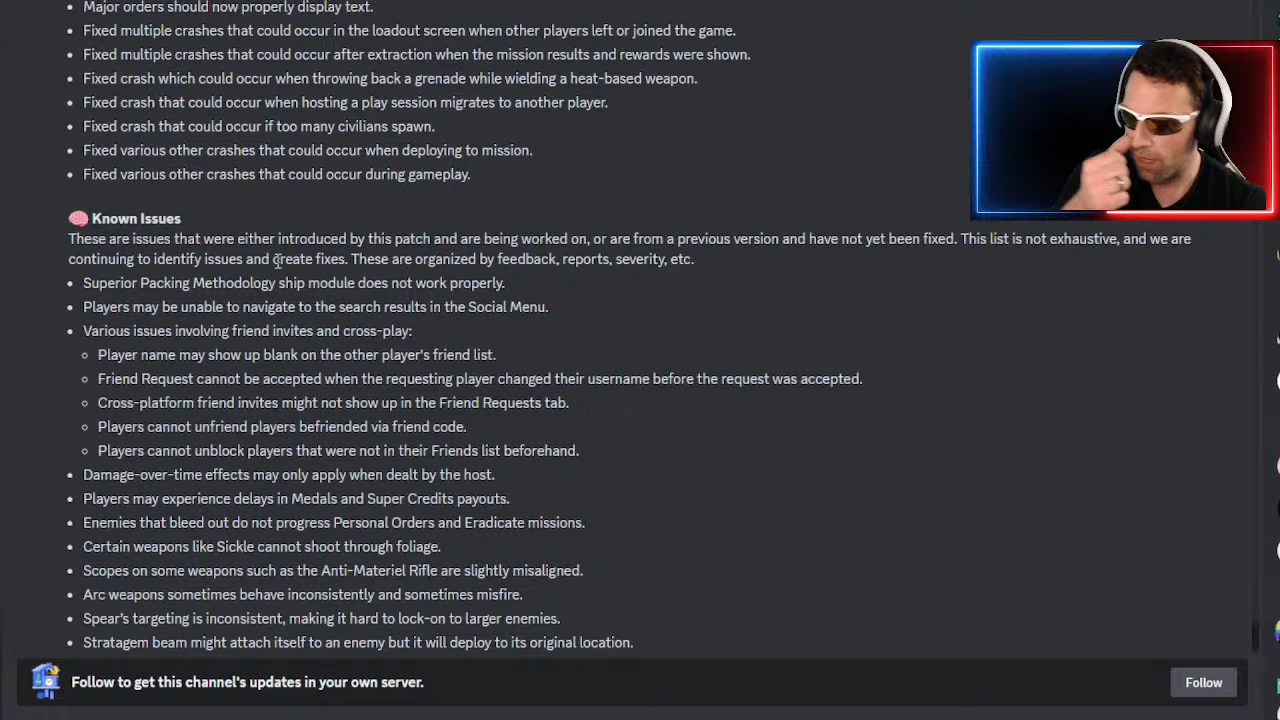 Major orders should now properly display text.
Fixed multiple crashes that could occur in the loadout screen when other players left or joined the game.
Fixed multiple crashes that could occur after extraction when the mission results and rewards were shown.
Fixed crash which could occur when throwing back a grenade while wielding a heat-based weapon.
Fixed crash that could occur when hosting a play session migrates to another player.
Fixed crash that could occur if too many civilians spawn.
Fixed various other crashes that could occur when deploying to mission.
Fixed various other crashes that could occur during gameplay.
Known Issues
These are issues that were either introduced by this patch and are being worked on, or are from a previous version and have not yet been fixed. This list is not exhaustive, and we are
continuing to identify issues and create fixes. These are organized by feedback, reports, severity, etc.
Superior Packing Methodology ship module does not work properly.
Players may be unable to navigate to the search results in the Social Menu.
Various issues involving friend invites and cross-play:
Player name may show up blank on the other player's friend list.
Friend Request cannot be accepted when the requesting player changed their username before the request was accepted.
Cross-platform friend invites might not show up in the Friend Requests tab.
Players cannot unfriend players befriended via friend code.
Players cannot unblock players that were not in their Friends list beforehand.
Damage-over-time effects may only apply when dealt by the host.
Players may experience delays in Medals and Super Credits payouts.
Enemies that bleed out do not progress Personal Orders and Eradicate missions.
Certain weapons like Sickle cannot shoot through foliage.
Scopes on some weapons such as the Anti-Materiel Rifle are slightly misaligned.
Arc weapons sometimes behave inconsistently and sometimes misfire.
Spear’s targeting is inconsistent, making it hard to lock-on to larger enemies.
Stratagem beam might attach itself to an enemy but it will deploy to its original location.
Follow to get this channel's updates in your own server.
Follow